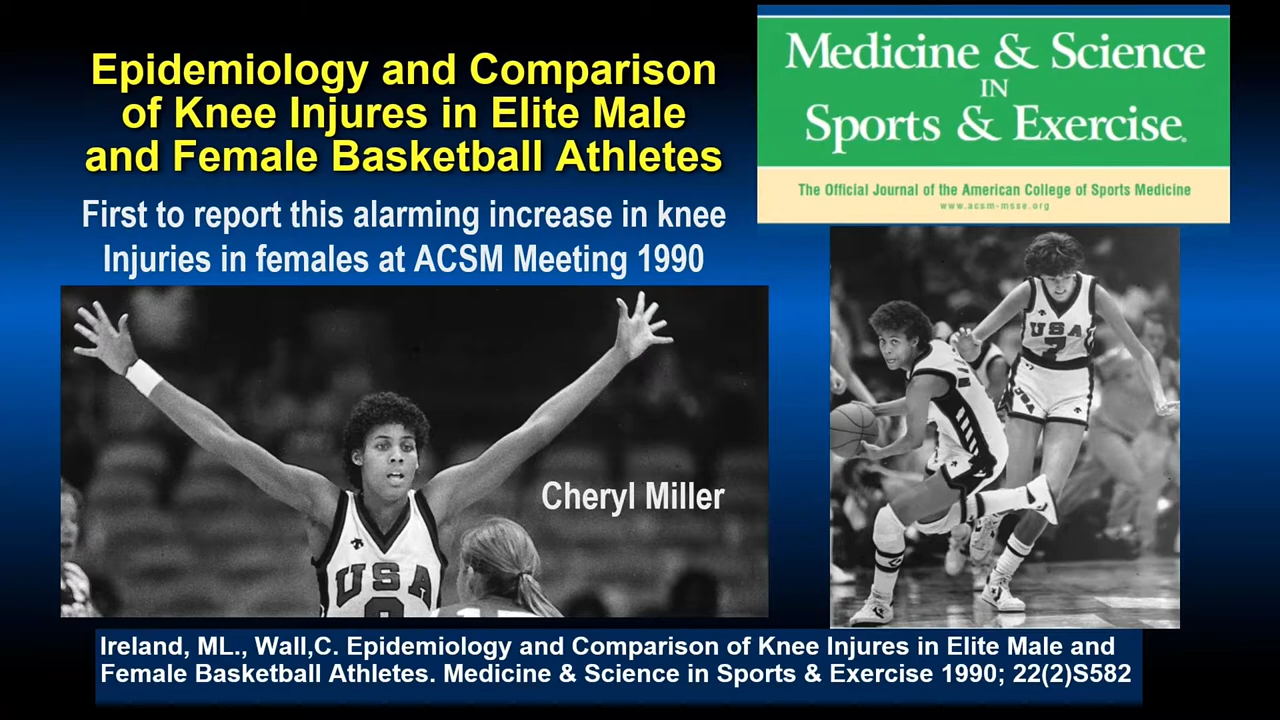 Epidemiology and Comparison
of Knee Injures in Elite Male
and Female Basketball Athletes
First to report this alarming increase in knee
Injuries in females at ACSM Meeting 1990
Medicine & Science
IN
Sports & Exercise.
The Official Journal of the American College of Sports Medicine
www.acsm-msse.org
Cheryl Miller
USA
USA
7
USA
Ireland, ML., Wall,C. Epidemiology and Comparison of Knee Injures in Elite Male and
Female Basketball Athletes. Medicine & Science in Sports & Exercise 1990; 22(2)S582